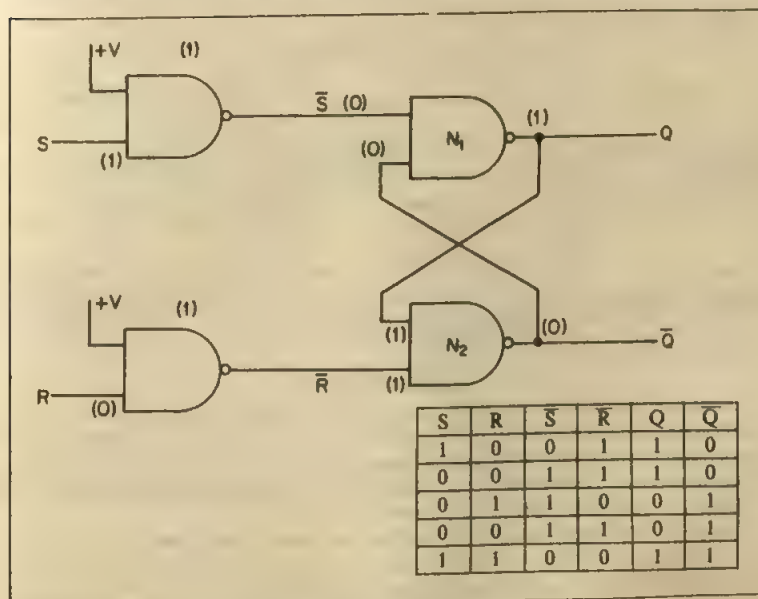 +V (1)
S̅ (0) (1)
S (1) (0) N₁ Q
+V (1)
(1) N₂ (0) Q̅
R (0) R̅ (1)
S R S̅ R̅ Q Q̅
1 0 0 1 1 0
0 0 1 1 1 0
0 1 1 0 0 1
0 0 1 1 0 1
1 1 0 0 1 1